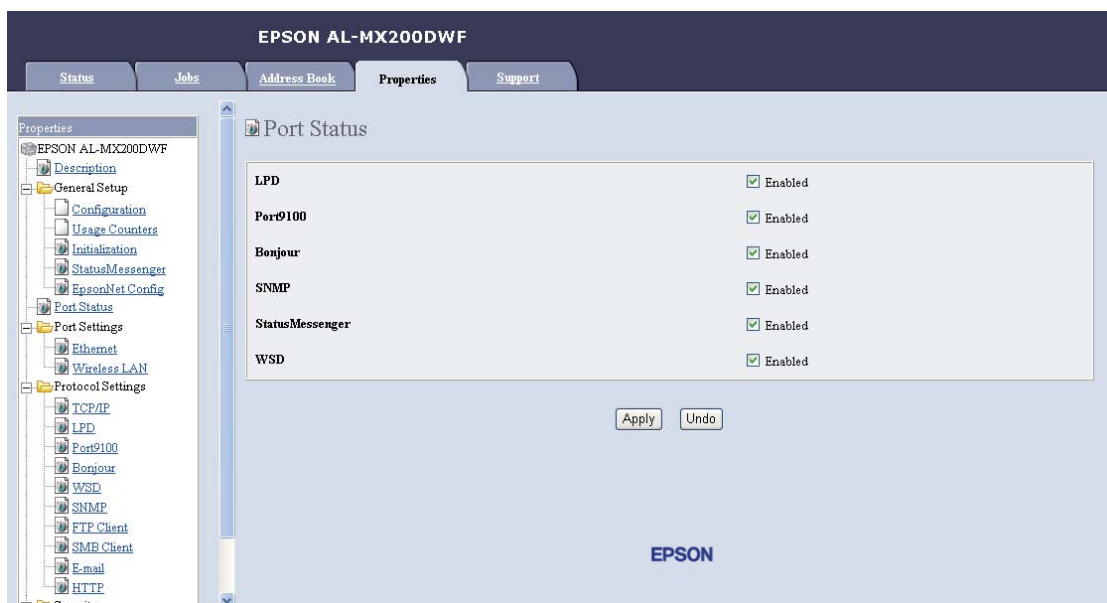 EPSON AL-MX200DWF
Status
Jobs
Address Book
Properties
Support
Properties
EPSON AL-MX200DWF
Description
General Setup
Configuration
Usage Counters
Initialization
StatusMessenger
EpsonNet Config
Port Status
Port Settings
Ethernet
Wireless LAN
Protocol Settings
TCP/IP
LPD
Port9100
Bonjour
WSD
SNMP
FTP Client
SMB Client
E-mail
HTTP
Port Status
LPD Enabled
Port9100 Enabled
Bonjour Enabled
SNMP Enabled
StatusMessenger Enabled
WSD Enabled
Apply Undo
EPSON